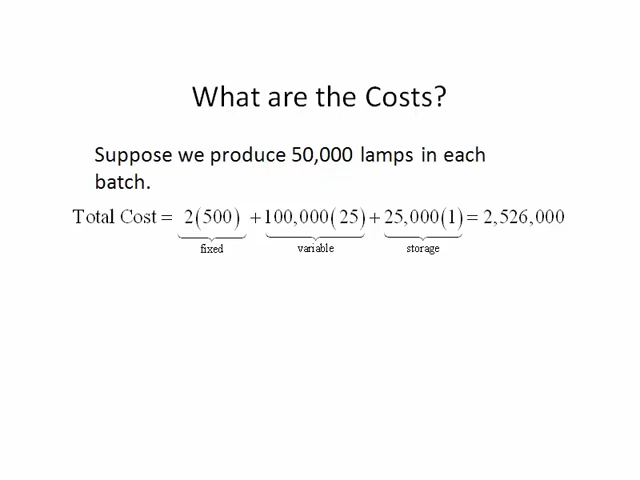 What are the Costs?
Suppose we produce 50,000 lamps in each
batch.
Total Cost = 2(500) + 100,000(25) + 25,000(1) = 2,526,000
fixed variable storage